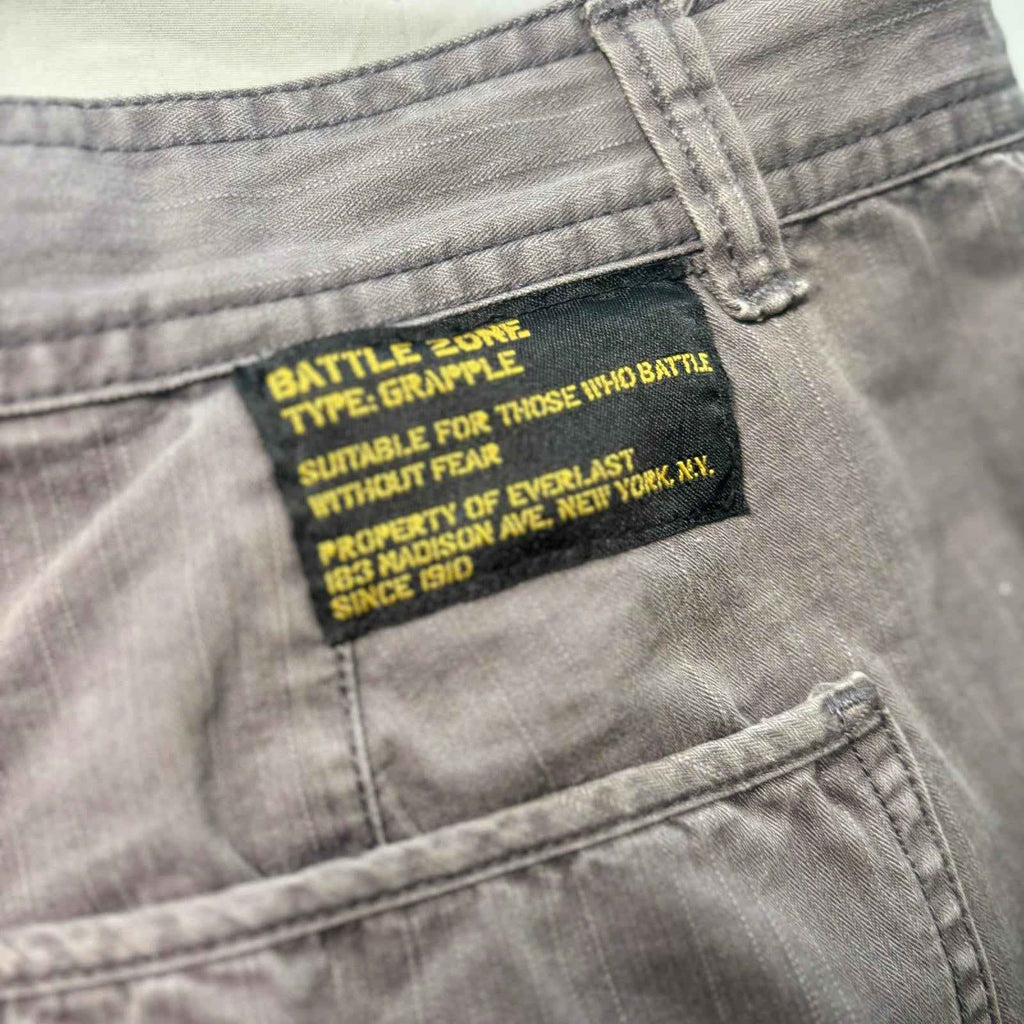 BATTLE ZONE
TYPE: GRAPPLE
SUITABLE FOR THOSE WHO BATTLE
WITHOUT FEAR
PROPERTY OF EVERLAST
183 MADISON AVE, NEW YORK, N.Y.
SINCE 1910